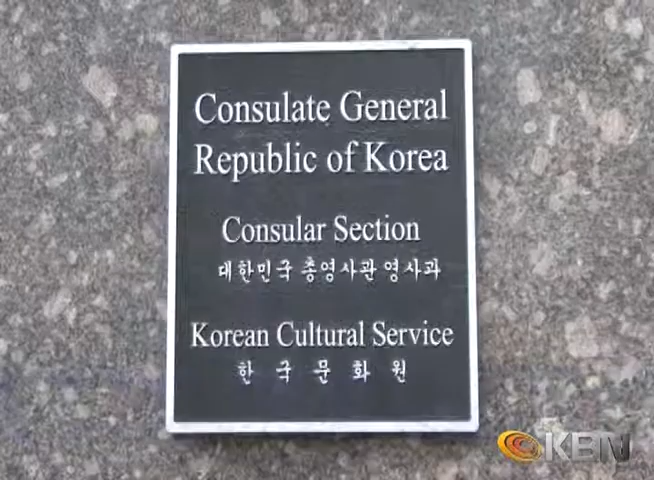 Consulate General
Republic of Korea
Consular Section
대한민국 총영사관 영사과
Korean Cultural Service
한 국 문 화 원
KBN